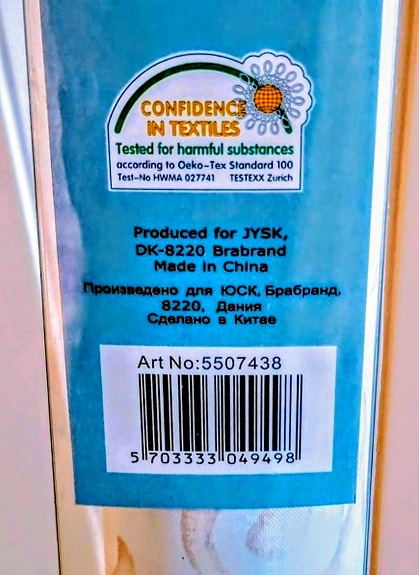 CONFIDENCE
IN TEXTILES
Tested for harmful substances
according to Oeko-Tex Standard 100
Test-No HWMA 027741 TESTEXX Zurich
Produced for JYSK,
DK-8220 Brabrand
Made in China
Произведено для ЮСК, Брабранд,
8220, Дания
Сделано в Китае
Art No:5507438
5 703333 049498